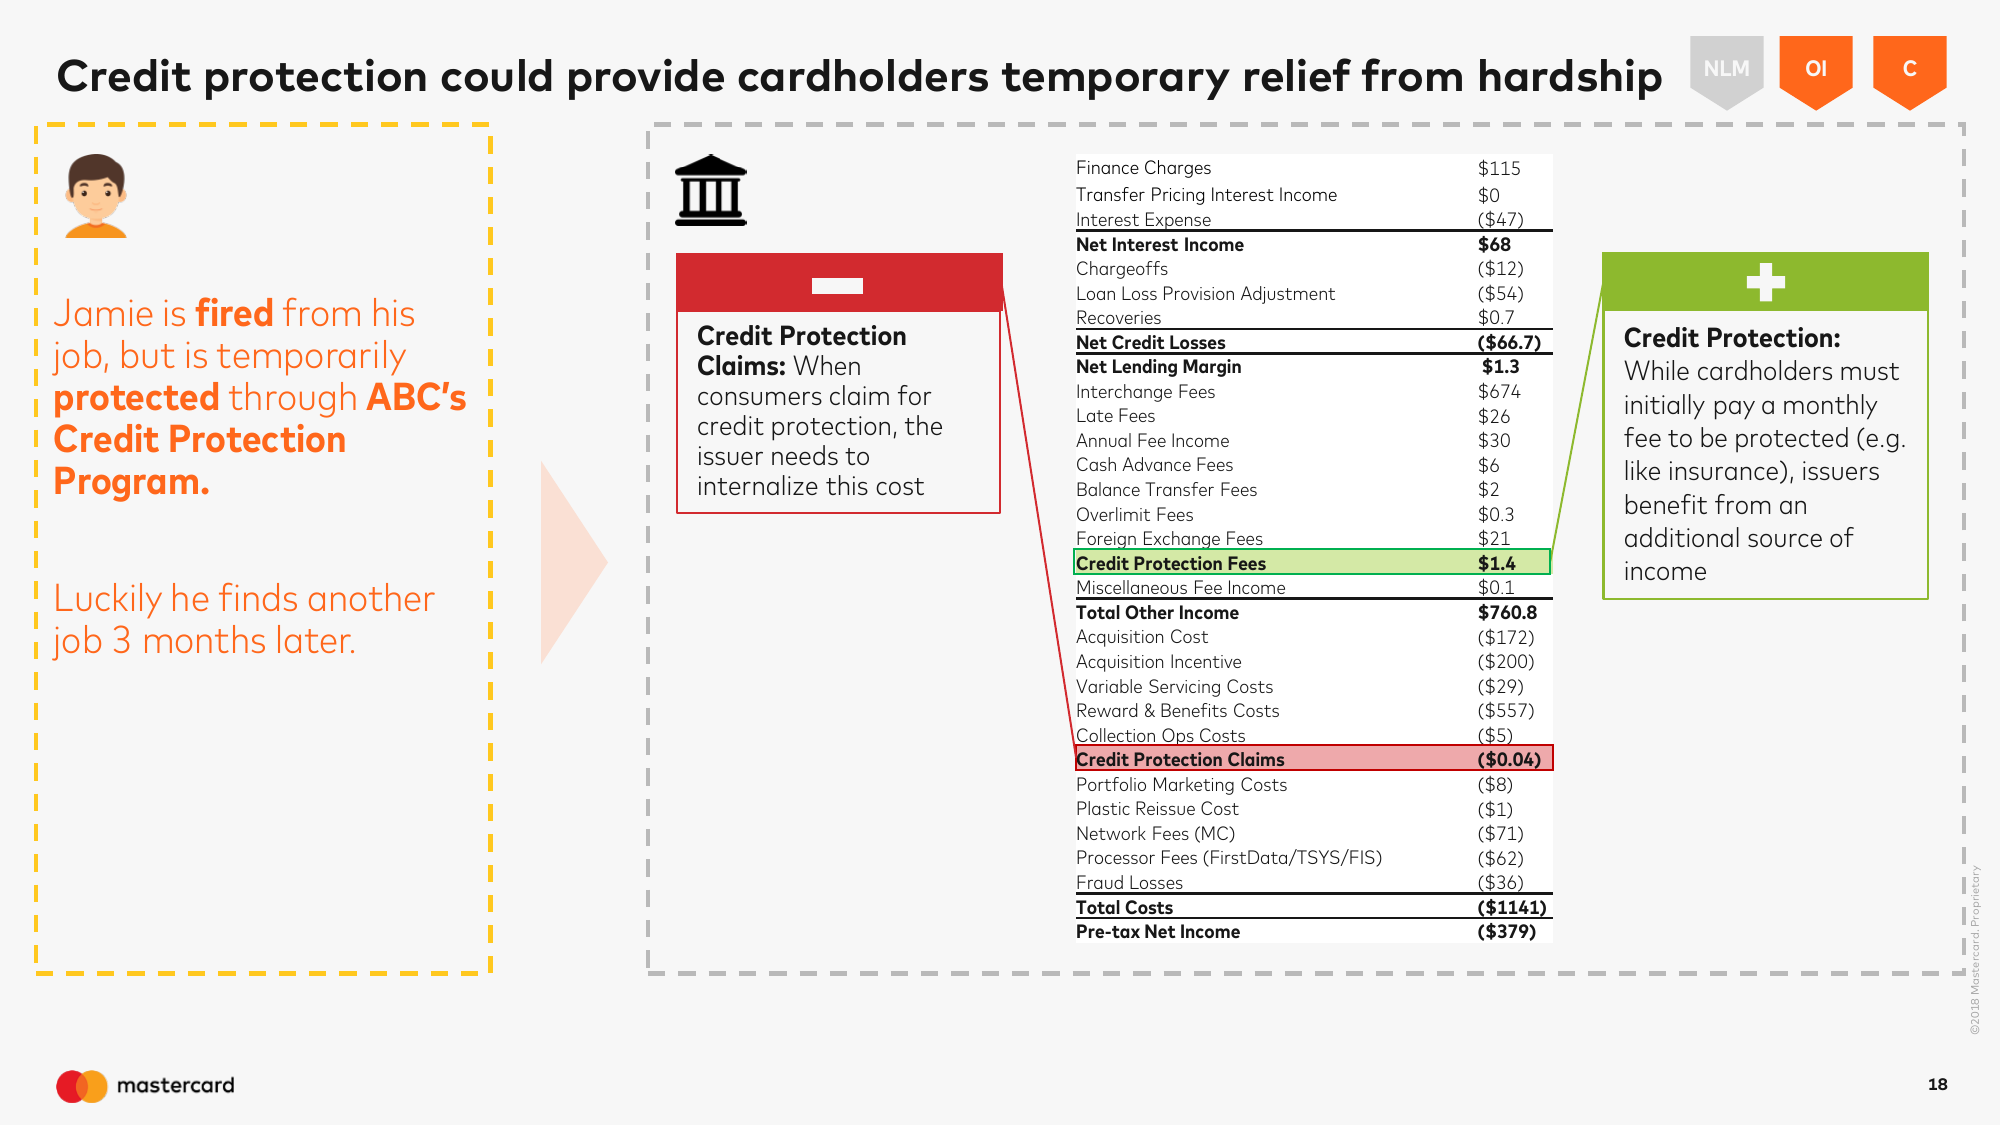 Credit protection could provide cardholders temporary relief from hardship
NLM
OI
C
Jamie is fired from his
job, but is temporarily
protected through ABC's
Credit Protection
Program.
Luckily he finds another
job 3 months later.
Credit Protection
Claims: When
consumers claim for
credit protection, the
issuer needs to
internalize this cost
Finance Charges $115
Transfer Pricing Interest Income $0
Interest Expense ($47)
Net Interest Income $68
Chargeoffs ($12)
Loan Loss Provision Adjustment ($54)
Recoveries $0.7
Net Credit Losses ($66.7)
Net Lending Margin $1.3
Interchange Fees $674
Late Fees $26
Annual Fee Income $30
Cash Advance Fees $6
Balance Transfer Fees $2
Overlimit Fees $0.3
Foreign Exchange Fees $21
Credit Protection Fees $1.4
Miscellaneous Fee Income $0.1
Total Other Income $760.8
Acquisition Cost ($172)
Acquisition Incentive ($200)
Variable Servicing Costs ($29)
Reward & Benefits Costs ($557)
Collection Ops Costs ($5)
Credit Protection Claims ($0.04)
Portfolio Marketing Costs ($8)
Plastic Reissue Cost ($1)
Network Fees (MC) ($71)
Processor Fees (FirstData/TSYS/FIS) ($62)
Fraud Losses ($36)
Total Costs ($1141)
Pre-tax Net Income ($379)
Credit Protection:
While cardholders must
initially pay a monthly
fee to be protected (e.g.
like insurance), issuers
benefit from an
additional source of
income
©2018 Mastercard. Proprietary
mastercard
18